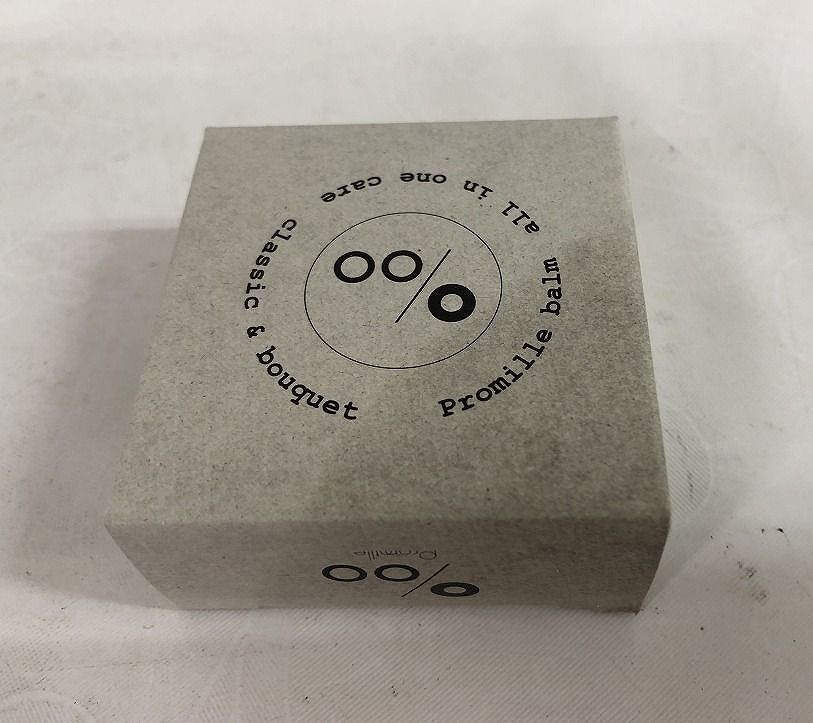 Promille balm
all in one care
classic & bouquet
Promille